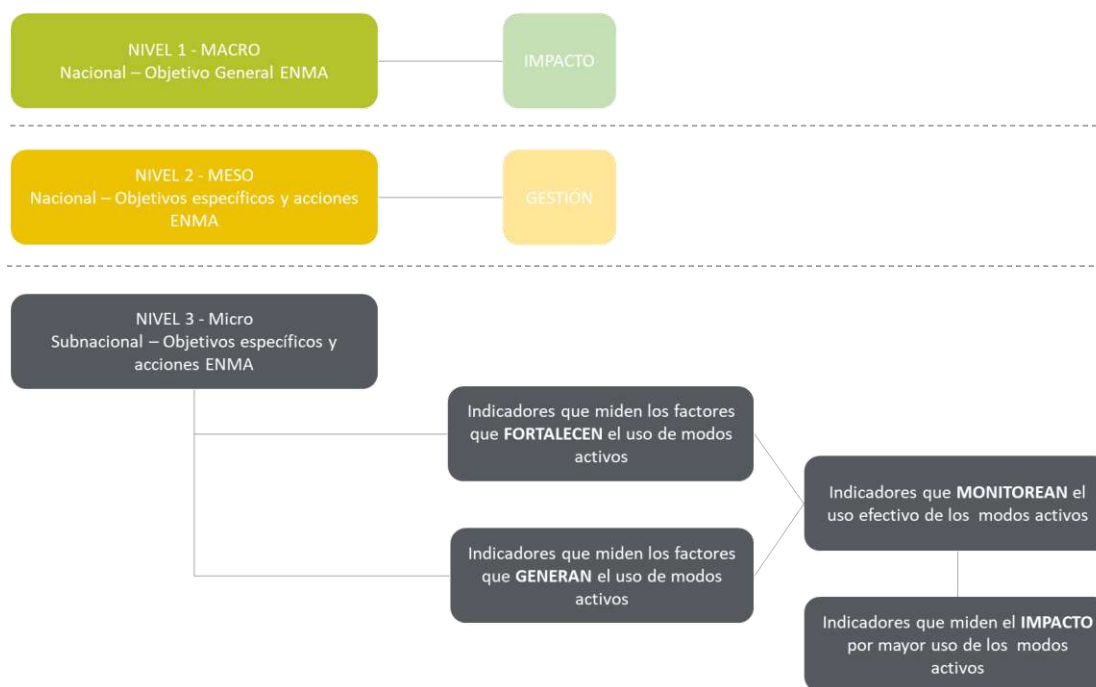 NIVEL 1 - MACRO
Nacional – Objetivo General ENMA
IMPACTO
NIVEL 2 - MESO
Nacional – Objetivos específicos y acciones
ENMA
GESTIÓN
NIVEL 3 - Micro
Subnacional – Objetivos específicos y
acciones ENMA
Indicadores que miden los factores
que FORTALECEN el uso de modos
activos
Indicadores que MONITOREAN el
uso efectivo de los modos activos
Indicadores que miden los factores
que GENERAN el uso de modos
activos
Indicadores que miden el IMPACTO
por mayor uso de los modos
activos